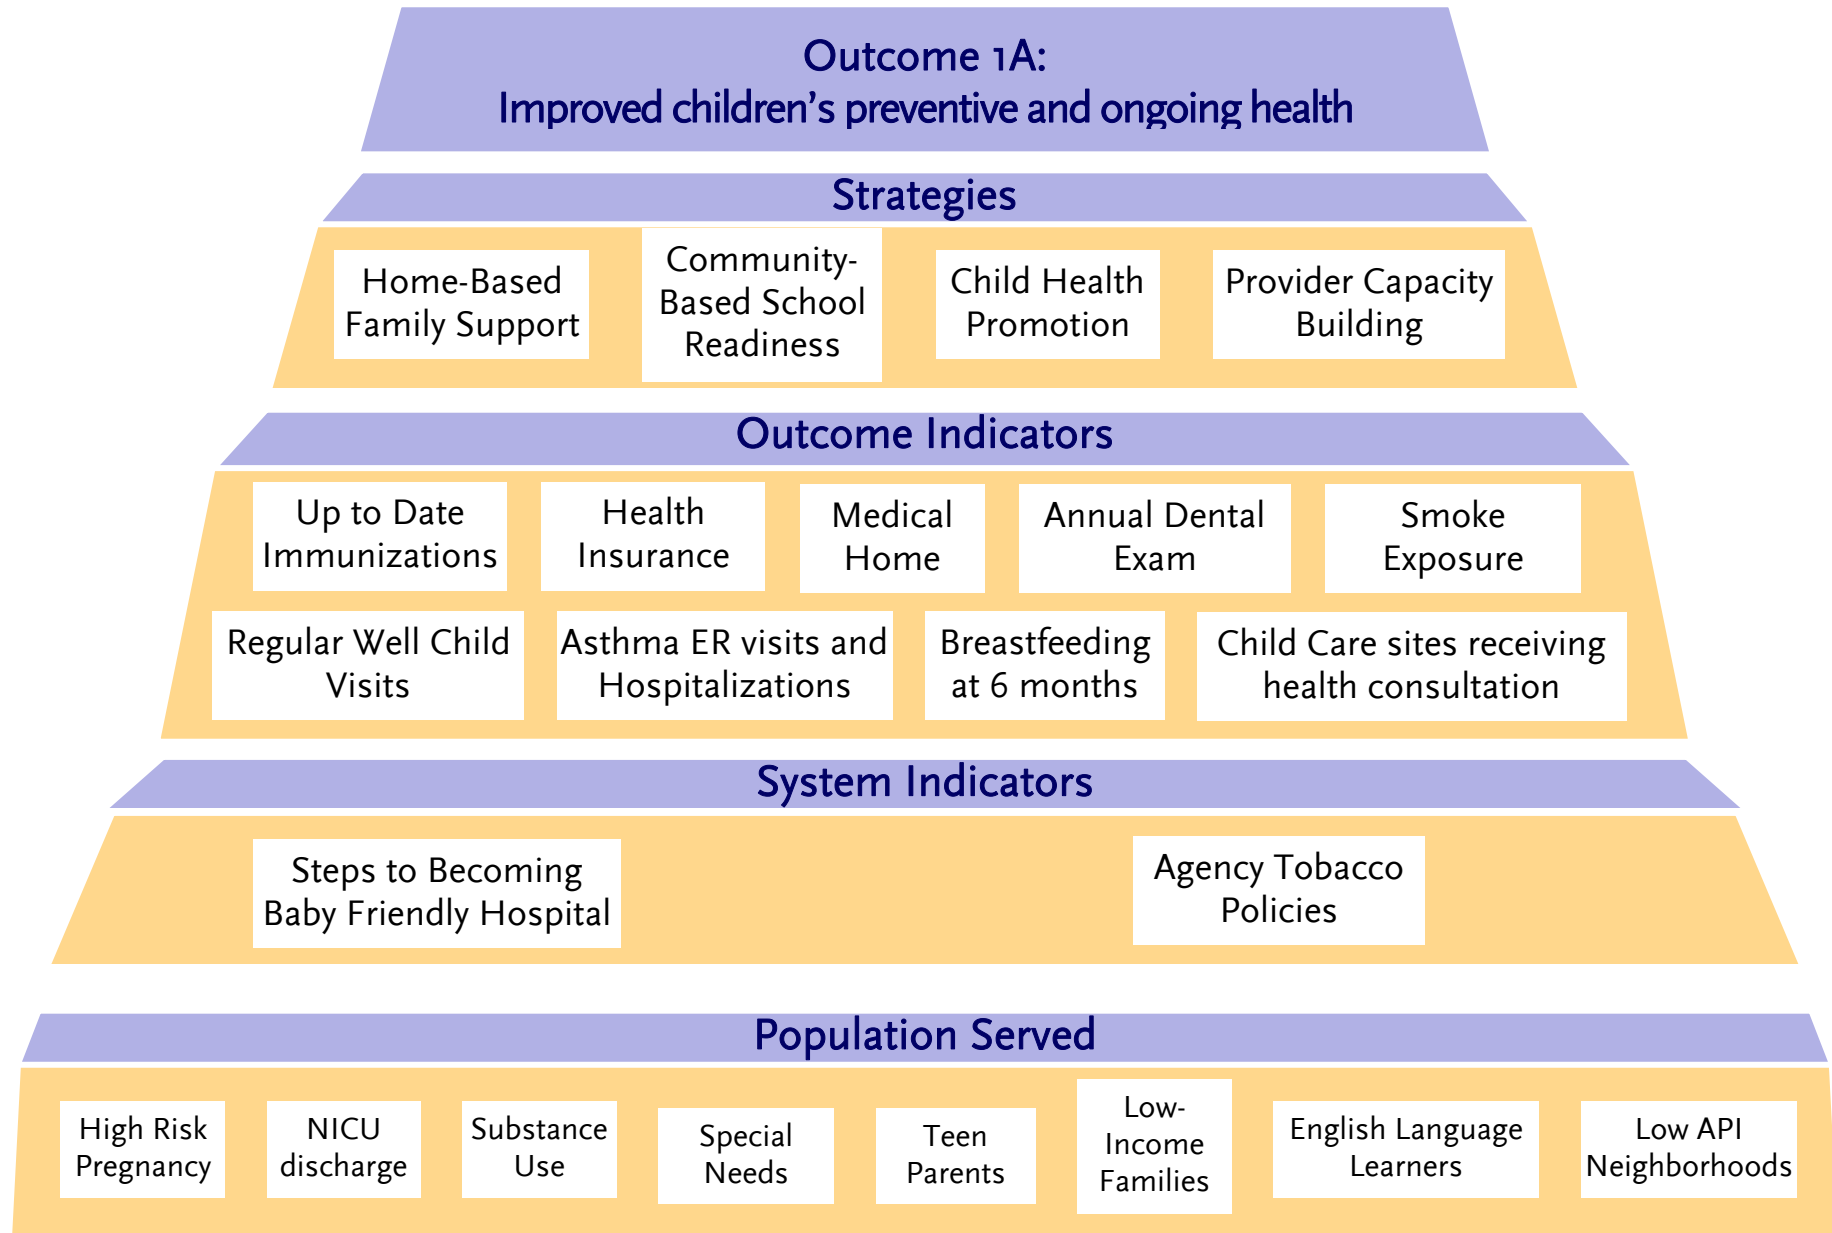 Outcome 1A:
Improved children’s preventive and ongoing health
Strategies
Home-Based
Family Support
Community-
Based School
Readiness
Child Health
Promotion
Provider Capacity
Building
Outcome Indicators
Up to Date
Immunizations
Health
Insurance
Medical
Home
Annual Dental
Exam
Smoke
Exposure
Regular Well Child
Visits
Asthma ER visits and
Hospitalizations
Breastfeeding
at 6 months
Child Care sites receiving
health consultation
System Indicators
Steps to Becoming
Baby Friendly Hospital
Agency Tobacco
Policies
Population Served
High Risk
Pregnancy
NICU
discharge
Substance
Use
Special
Needs
Teen
Parents
Low-
Income
Families
English Language
Learners
Low API
Neighborhoods